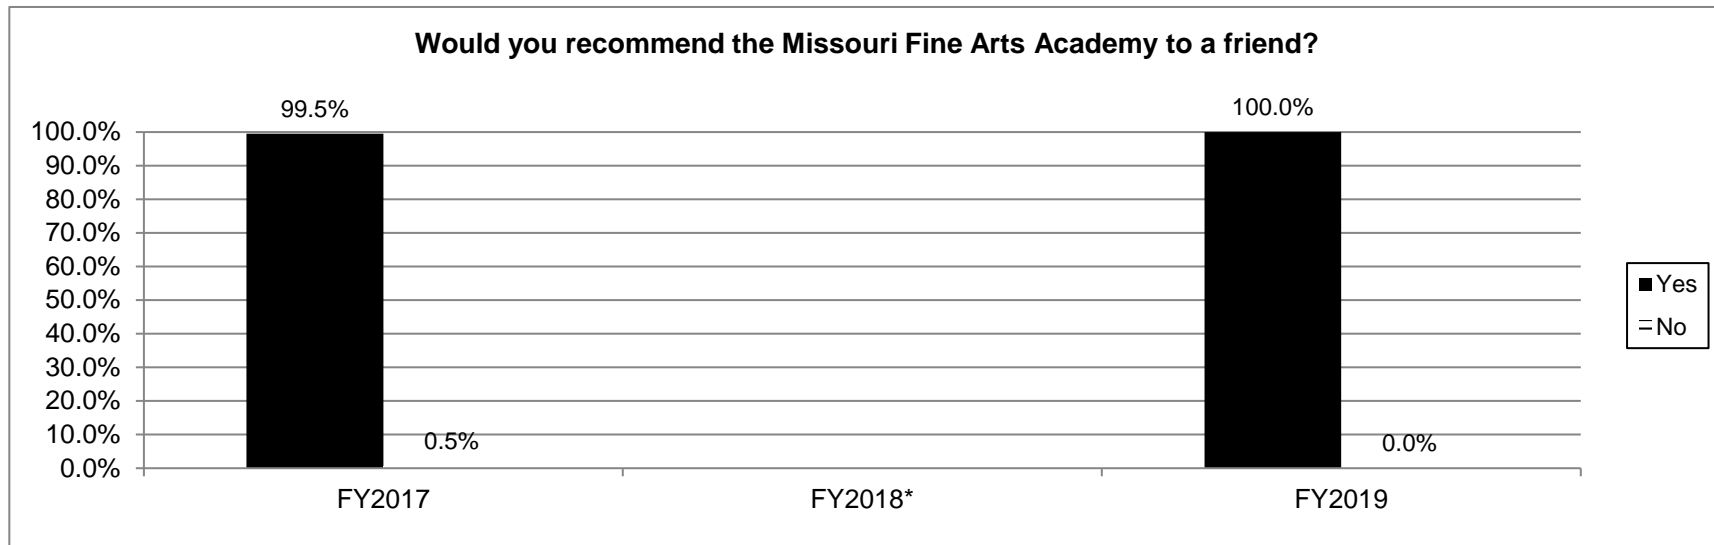 Would you recommend the Missouri Fine Arts Academy to a friend?
99.5%
100.0%
100.0%
90.0%
80.0%
70.0%
60.0%
50.0%
40.0%
30.0%
20.0%
10.0%
0.0%
0.5%
0.0%
FY2017
FY2018*
FY2019
Yes
No